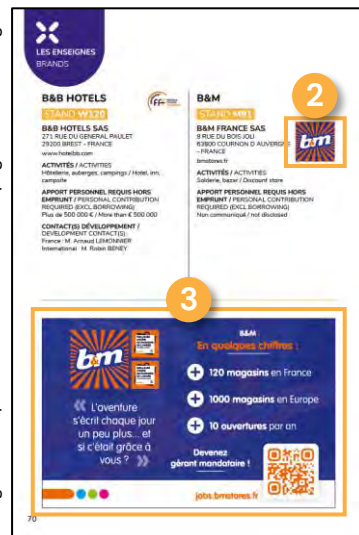 LES ENSEIGNES
BRANDS
B&B HOTELS
STAND W120
B&B HOTELS SAS
271 RUE DU GENERAL PAULET
29200 BREST - FRANCE
www.hotelbb.com
ACTIVITÉS / ACTIVITIES
Hôtellerie, auberges, campings / Hotel, inn,
campsite
APPORT PERSONNEL REQUIS HORS
EMPRUNT / PERSONAL CONTRIBUTION
REQUIRED (EXCL. BORROWING)
Plus de 500 000 € / More than € 500 000
CONTACT(S) DÉVELOPPEMENT /
DEVELOPMENT CONTACT(S)
France : M. Arnaud LEMONNIER
International : M. Robin BENEY
B&M
STAND M91
B&M FRANCE SAS
8 RUE DU BOIS JOLI
63800 COURNON D AUVERGNE
- FRANCE
bmstores.fr
ACTIVITÉS / ACTIVITIES
Solderie, bazar / Discount store
APPORT PERSONNEL REQUIS HORS
EMPRUNT / PERSONAL CONTRIBUTION
REQUIRED (EXCL. BORROWING)
Non communiqué / not disclosed
2
b&m
3
b&m
« L'aventure
s'écrit chaque jour
un peu plus... et
si c'était grâce à
vous ? »
B&M
En quelques chiffres :
120 magasins en France
1000 magasins en Europe
10 ouvertures par an
Devenez
gérant mandataire !
jobs.bmstores.fr
70